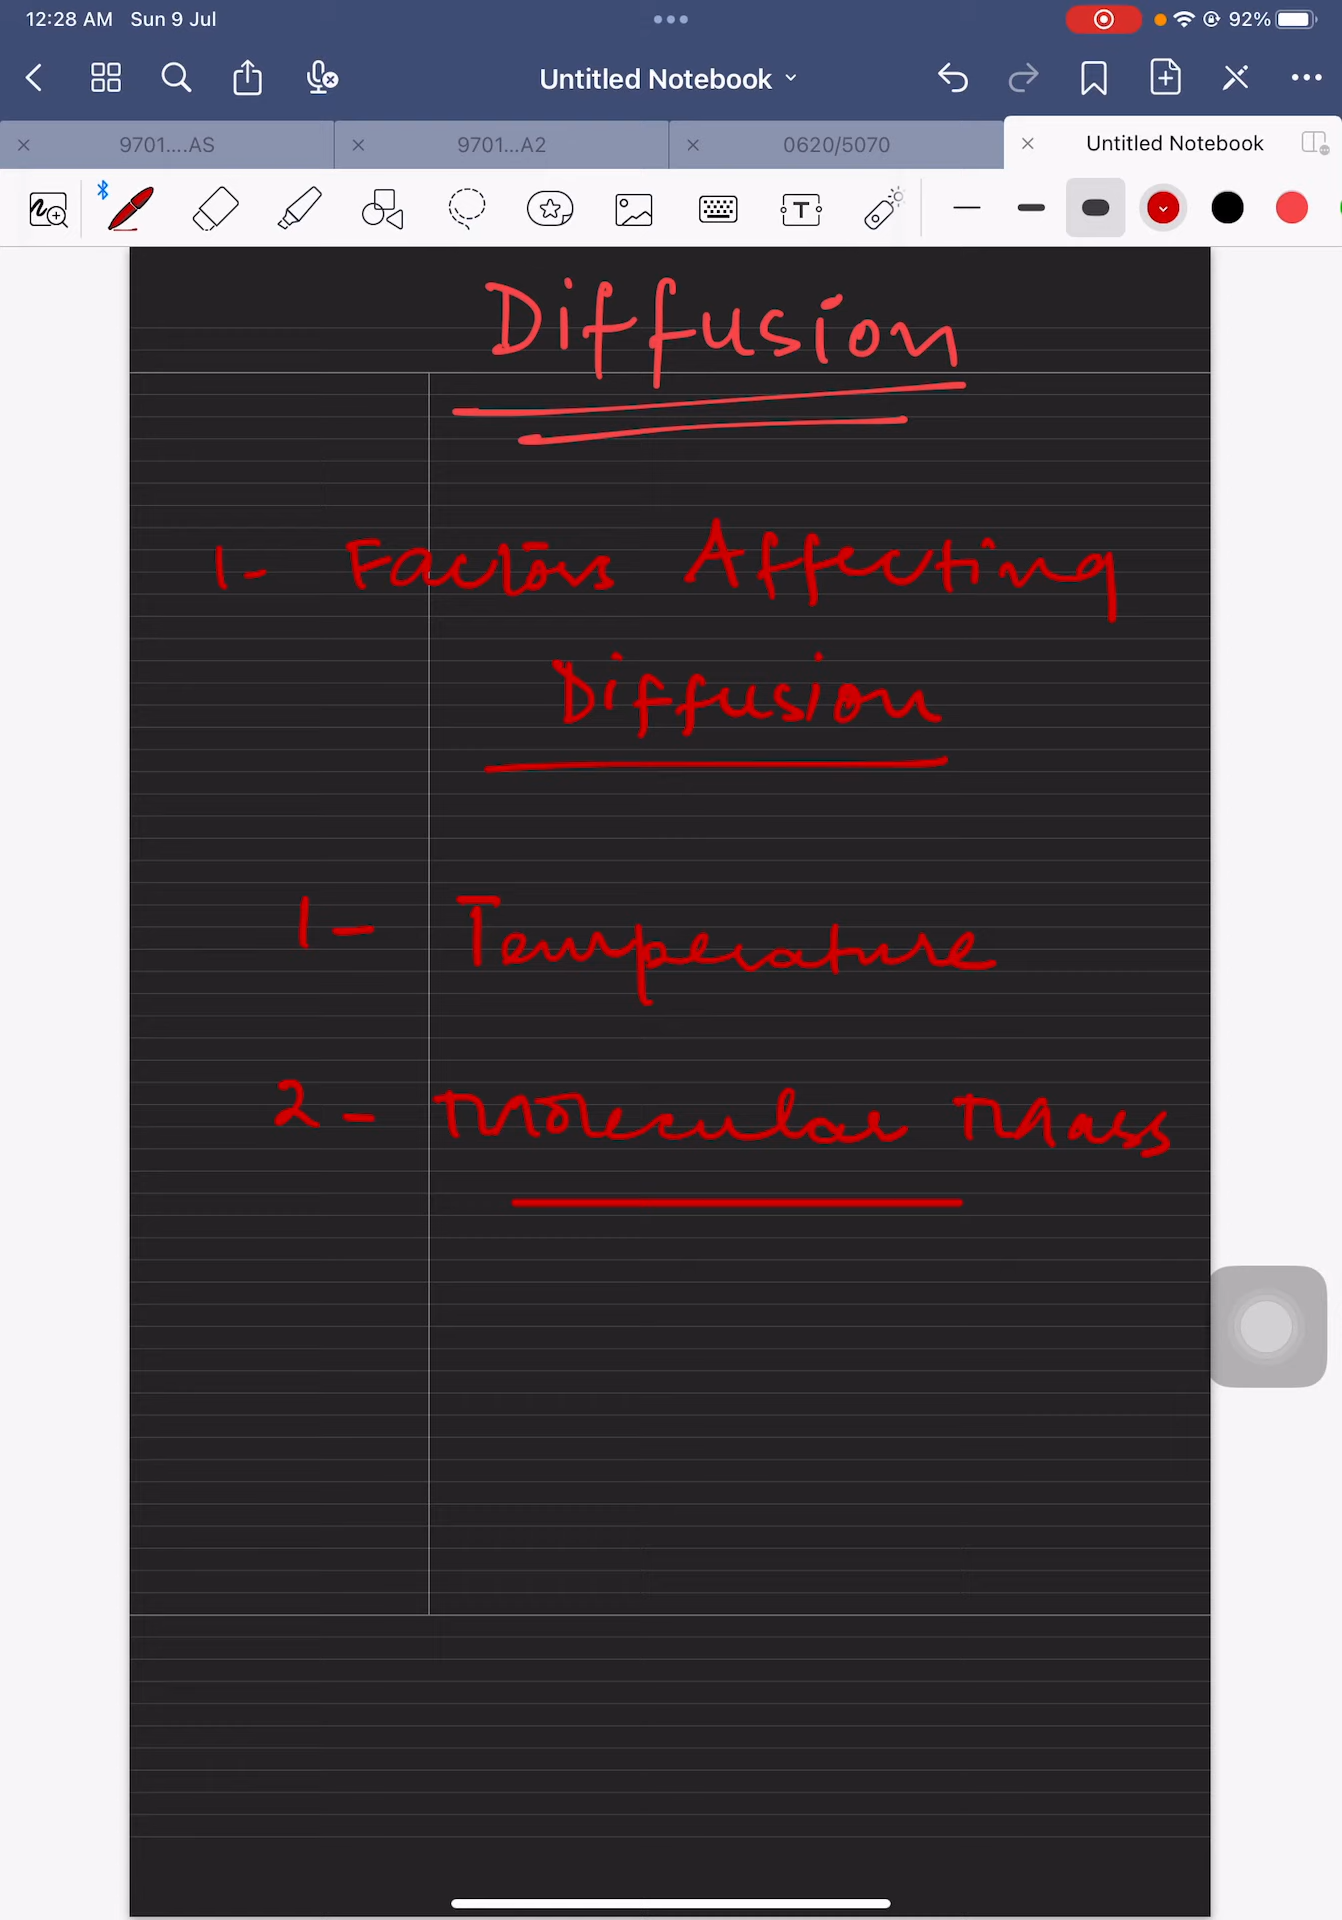 12:28 AM Sun 9 Jul 92%
Untitled Notebook
9701....AS 9701...A2 0620/5070 Untitled Notebook
T
Diffusion
1- Factors Affecting
Diffusion
1- Temperature
2- Molecular Mass